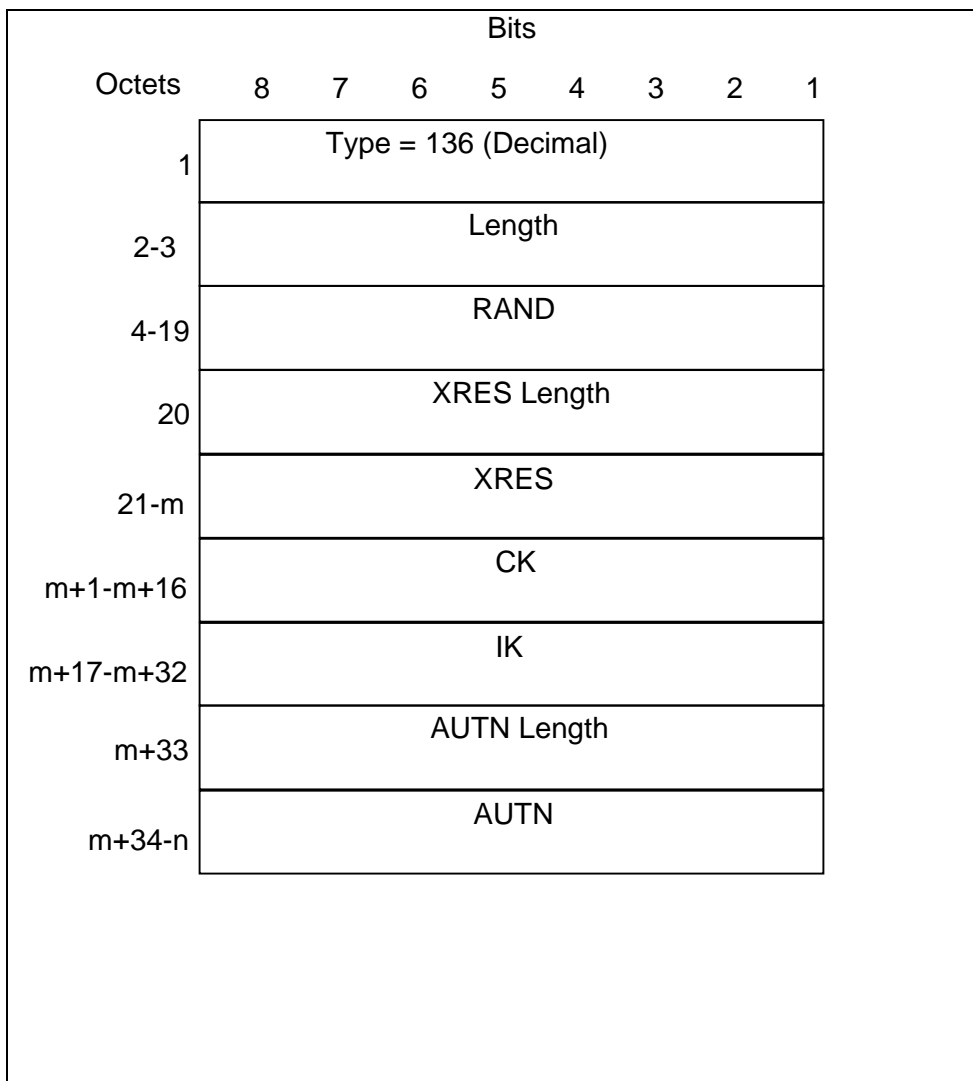 Bits
Octets 8 7 6 5 4 3 2 1
1 Type = 136 (Decimal)
2-3 Length
4-19 RAND
20 XRES Length
21-m XRES
m+1-m+16 CK
m+17-m+32 IK
m+33 AUTN Length
m+34-n AUTN